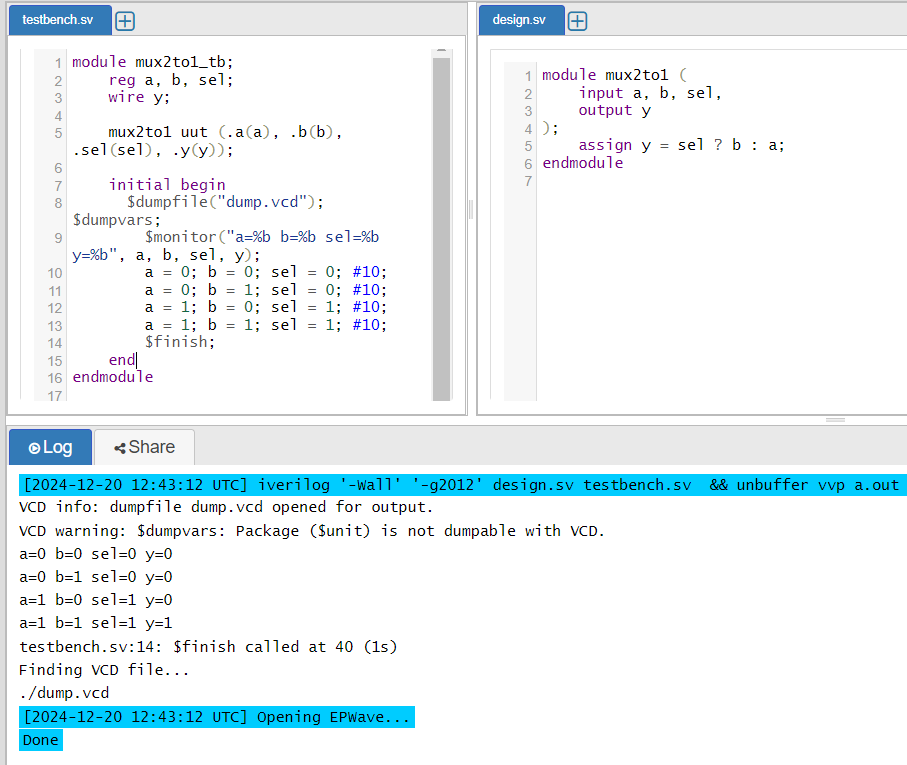 testbench.sv
1 module mux2to1_tb;
2     reg a, b, sel;
3     wire y;
4
5     mux2to1 uut (.a(a), .b(b),
.sel(sel), .y(y));
6
7     initial begin
8       $dumpfile("dump.vcd");
$dumpvars;
9         $monitor("a=%b b=%b sel=%b
y=%b", a, b, sel, y);
10         a = 0; b = 0; sel = 0; #10;
11         a = 0; b = 1; sel = 0; #10;
12         a = 1; b = 0; sel = 1; #10;
13         a = 1; b = 1; sel = 1; #10;
14         $finish;
15     end
16 endmodule
17
design.sv
1 module mux2to1 (
2     input a, b, sel,
3     output y
4 );
5     assign y = sel ? b : a;
6 endmodule
7
Log
Share
[2024-12-20 12:43:12 UTC] iverilog '-Wall' '-g2012' design.sv testbench.sv  && unbuffer vvp a.out
VCD info: dumpfile dump.vcd opened for output.
VCD warning: $dumpvars: Package ($unit) is not dumpable with VCD.
a=0 b=0 sel=0 y=0
a=0 b=1 sel=0 y=0
a=1 b=0 sel=1 y=0
a=1 b=1 sel=1 y=1
testbench.sv:14: $finish called at 40 (1s)
Finding VCD file...
./dump.vcd
[2024-12-20 12:43:12 UTC] Opening EPWave...
Done